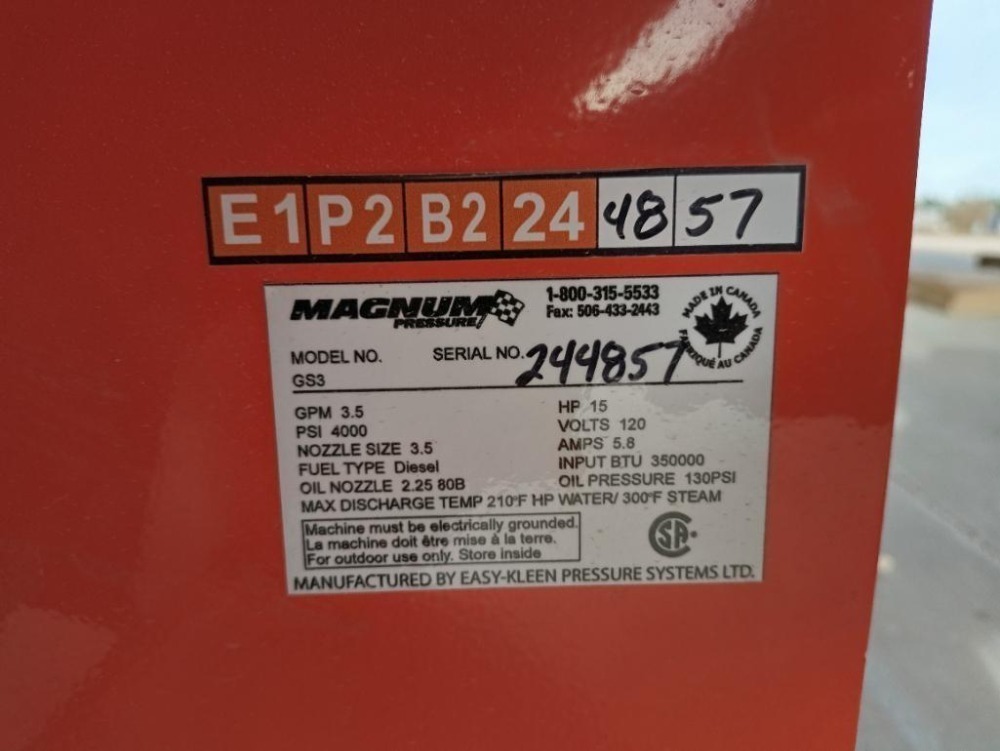 E1 P2 B2 24 48 57
MAGNUM
PRESSURE
1-800-315-5533
Fax: 506-433-2443
MADE IN CANADA
FABRIQUÉ AU CANADA
MODEL NO. SERIAL NO. 244857
GS3
GPM 3.5 HP 15
PSI 4000 VOLTS 120
NOZZLE SIZE 3.5 AMPS 5.8
FUEL TYPE Diesel INPUT BTU 350000
OIL NOZZLE 2.25 80B OIL PRESSURE 130PSI
MAX DISCHARGE TEMP 210°F HP WATER/ 300°F STEAM
Machine must be electrically grounded.
La machine doit être mise à la terre.
For outdoor use only. Store inside
CSA
MANUFACTURED BY EASY-KLEEN PRESSURE SYSTEMS LTD.